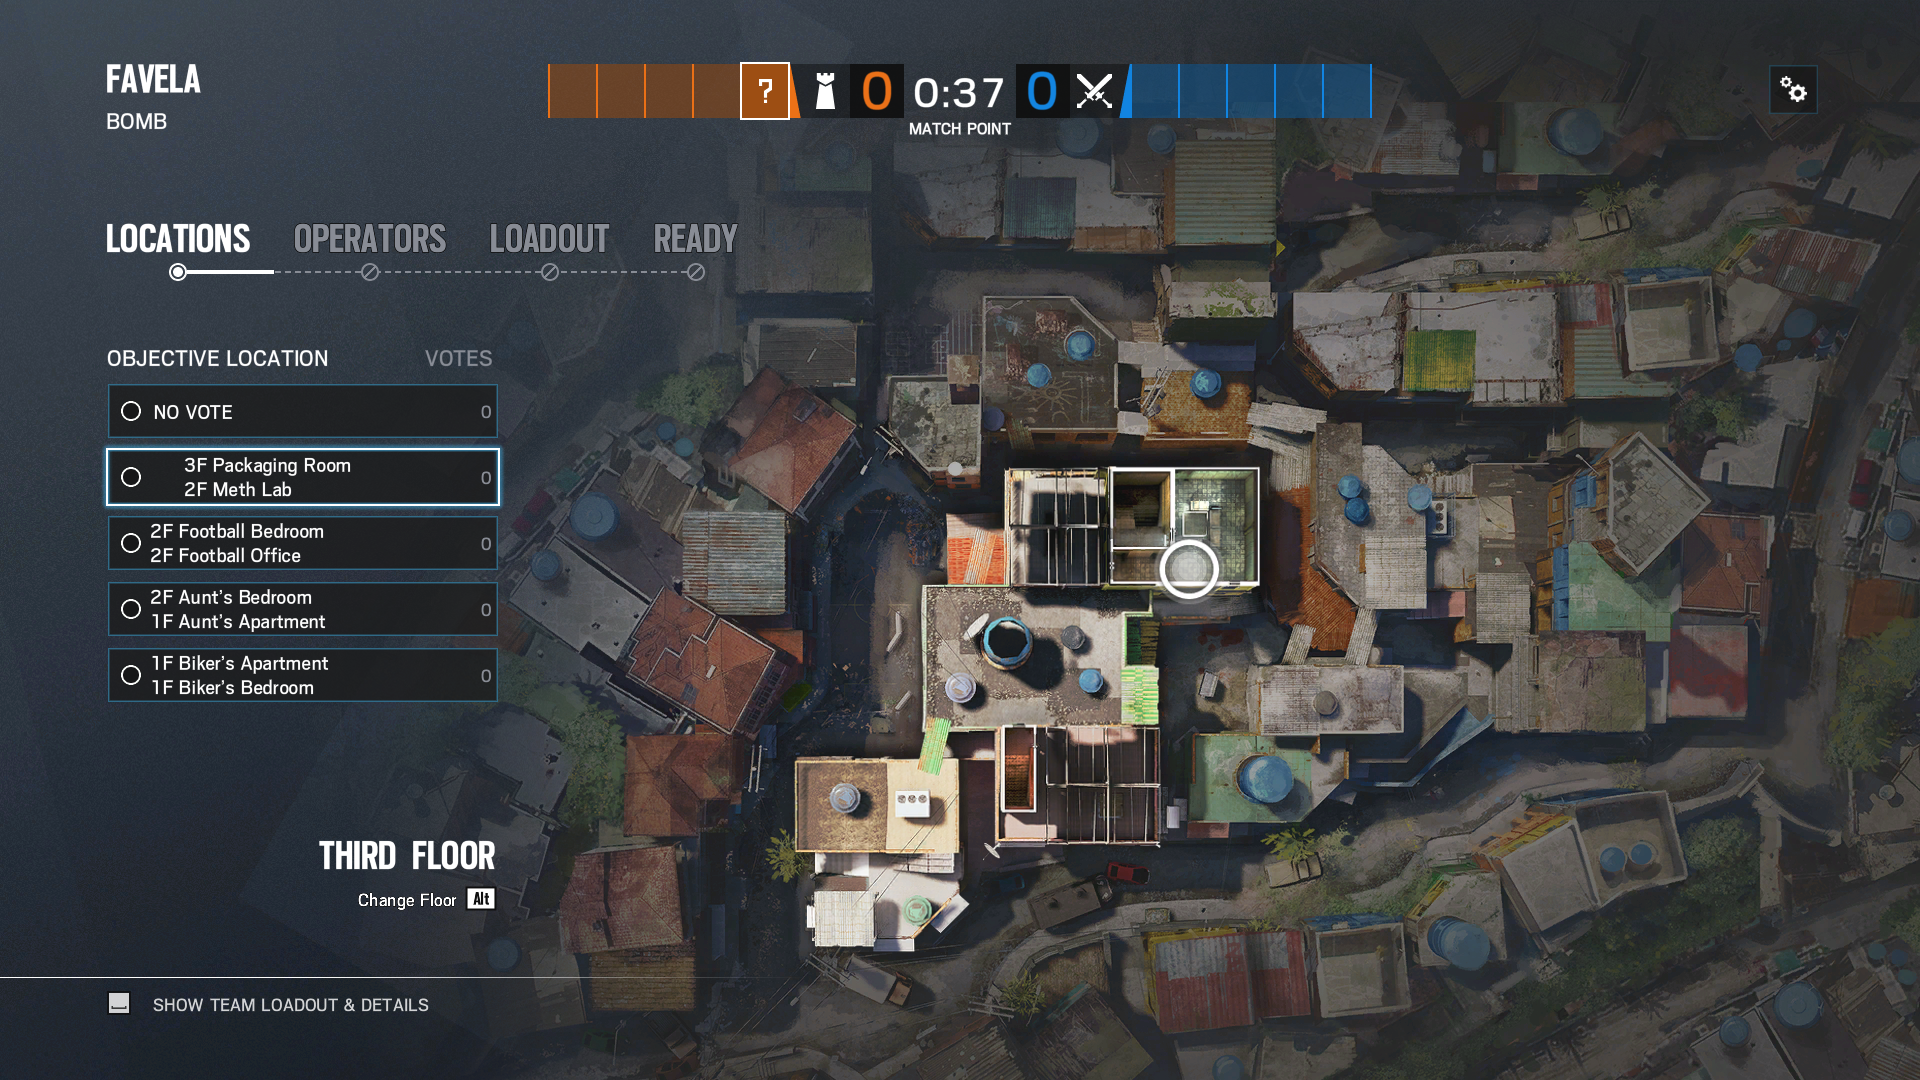 FAVELA
BOMB
?
0
0:37
0
MATCH POINT
LOCATIONS
OPERATORS
LOADOUT
READY
OBJECTIVE LOCATION
VOTES
NO VOTE
0
3F Packaging Room
2F Meth Lab
0
2F Football Bedroom
2F Football Office
0
2F Aunt's Bedroom
1F Aunt's Apartment
0
1F Biker's Apartment
1F Biker's Bedroom
0
THIRD FLOOR
Change Floor Alt
SHOW TEAM LOADOUT & DETAILS